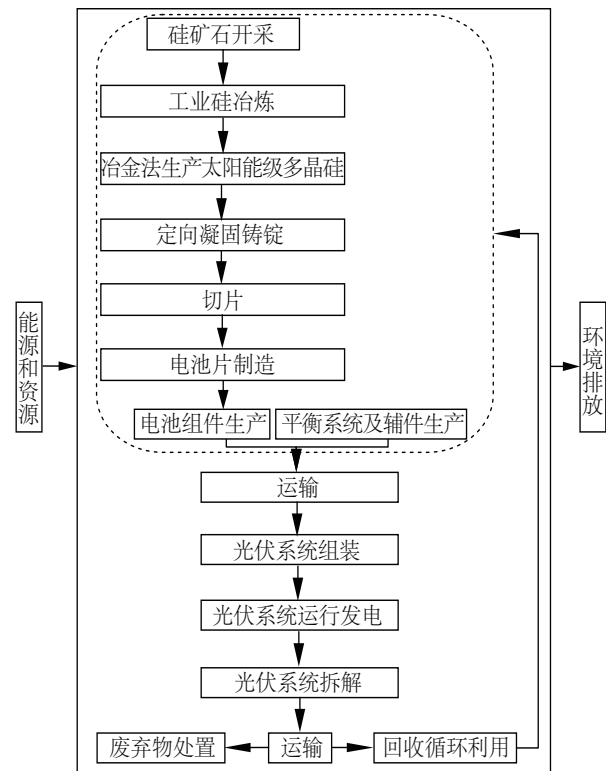 硅矿石开采
工业硅冶炼
冶金法生产太阳能级多晶硅
定向凝固铸锭
切片
电池片制造
电池组件生产
平衡系统及辅件生产
能源和资源
环境排放
运输
光伏系统组装
光伏系统运行发电
光伏系统拆解
废弃物处置
运输
回收循环利用